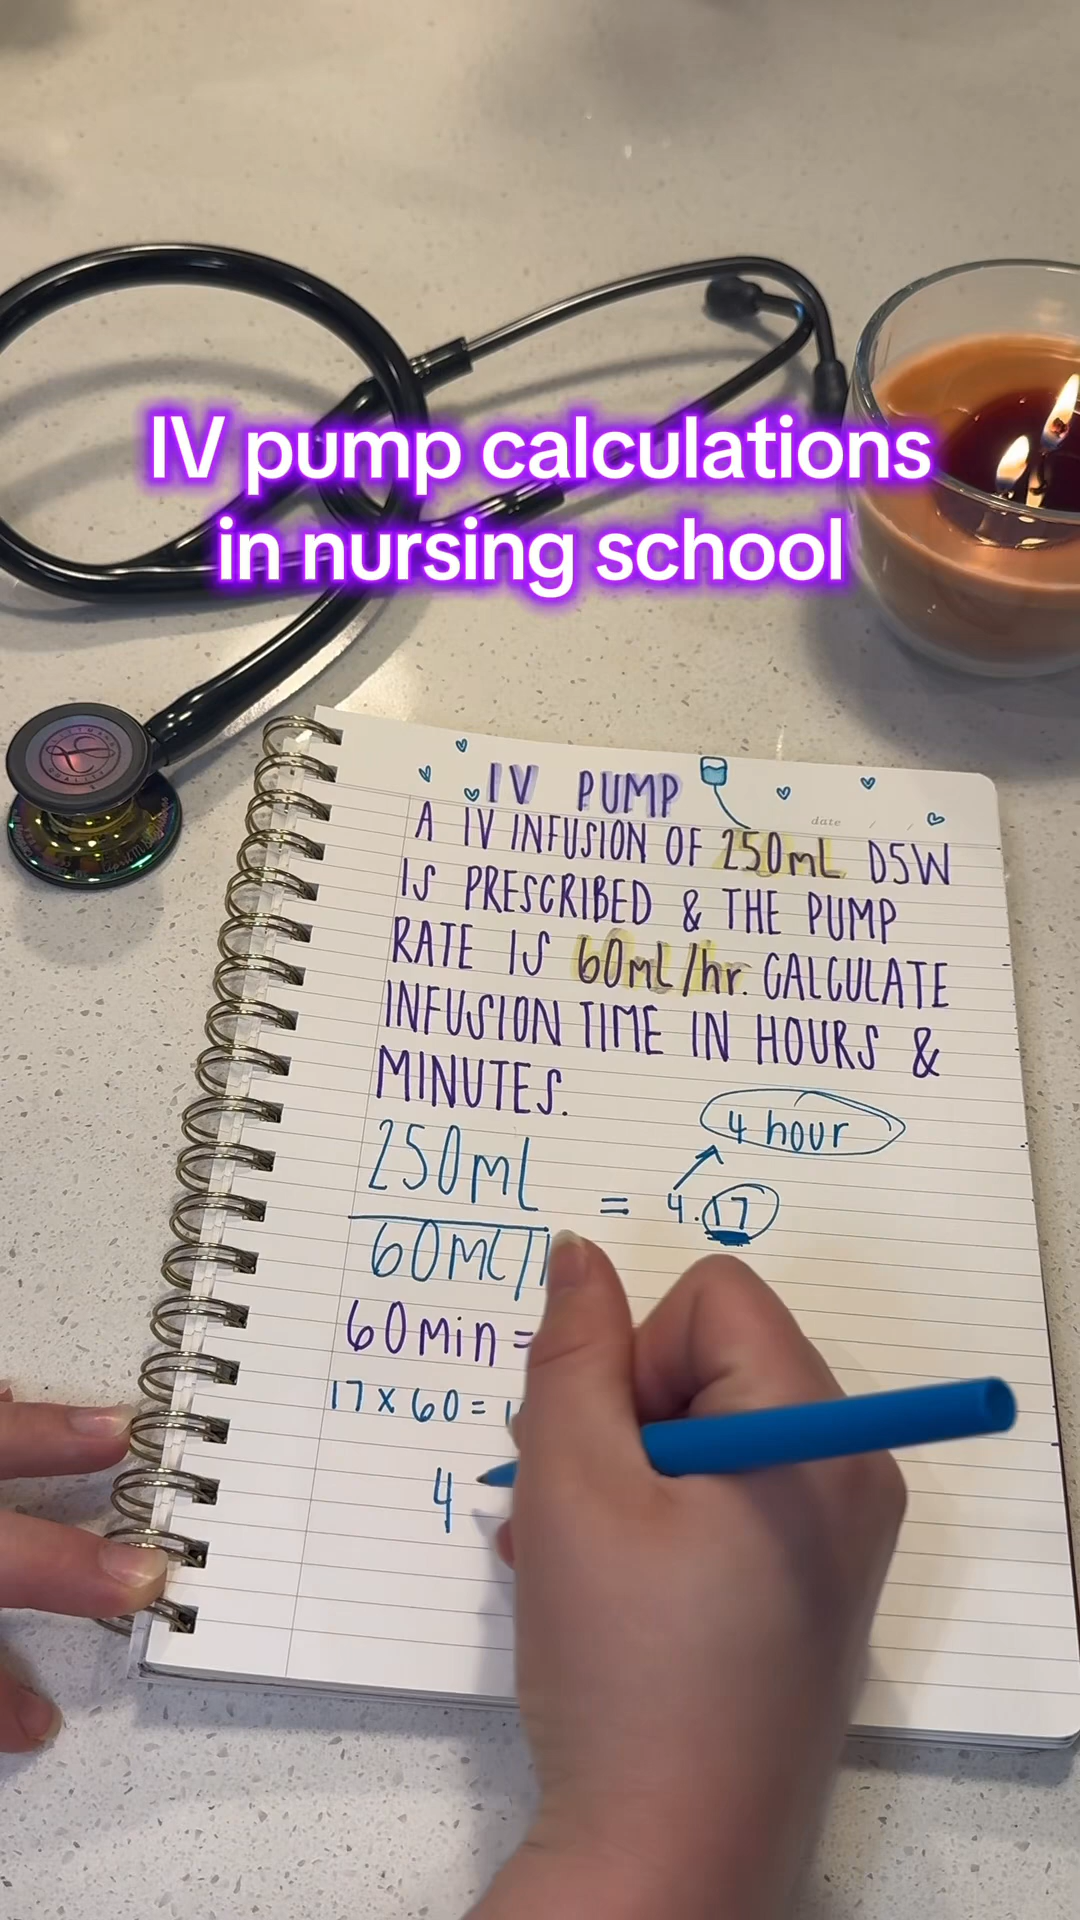 IV pump calculations
in nursing school
IV PUMP
date / /
A IV INFUSION OF 250mL D5W
IS PRESCRIBED & THE PUMP
RATE IS 60mL/hr. CALCULATE
INFUSION TIME IN HOURS &
MINUTES.
4 hour
250mL
= 4.17
60mL/
60min =
17 x 60 =
4